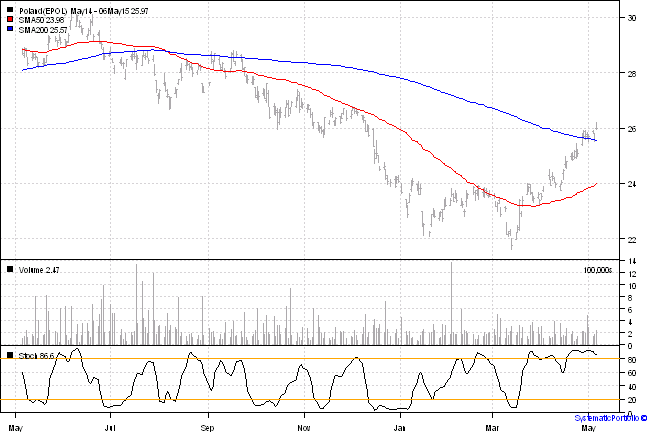 Poland (EPOL) May14 - 06May15 25.97
SMA50 23.98
SMA200 25.57
30
28
26
24
22
Volume 2.47
100,000s
14
12
10
8
6
4
2
0
Stoch 86.6
80
60
40
20
0
May Jul Sep Nov Jan Mar May
SystematicPortfolio ©